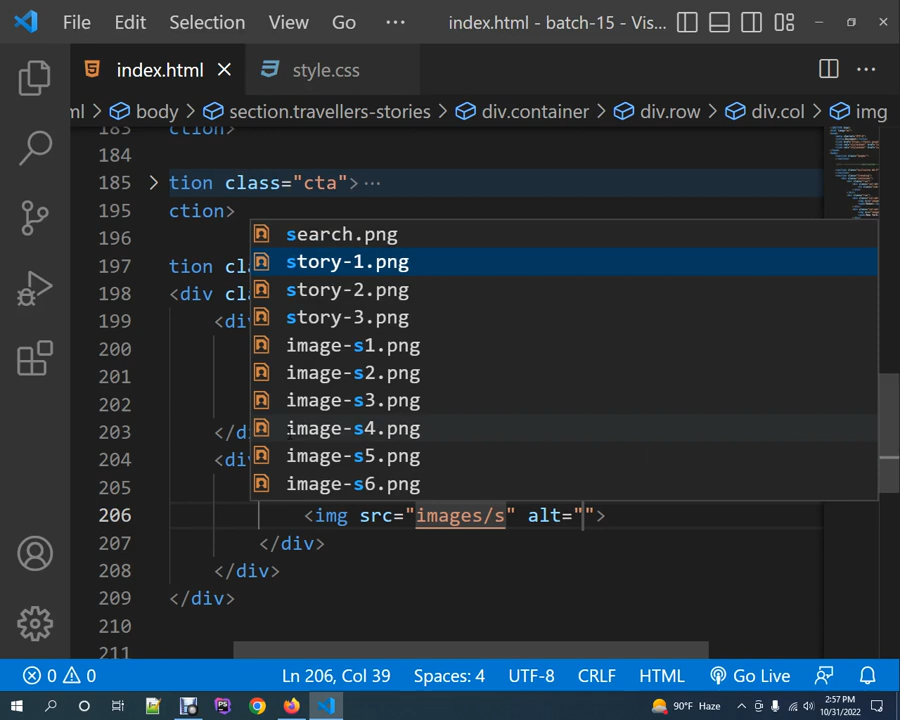 File Edit Selection View Go ··· index.html - batch-15 - Vis...
index.html style.css
ml > body > section.travellers-stories > div.container > div.row > div.col > img
183 ction>
184
185 tion class="cta"> ···
195 ction>
196
197 tion cl
198 <div cl
199 <di
200
201
202
203 </d
204 <di
205
search.png
story-1.png
story-2.png
story-3.png
image-s1.png
image-s2.png
image-s3.png
image-s4.png
image-s5.png
image-s6.png
206 <img src="images/s" alt="">
207 </div>
208 </div>
209 </div>
210
211
0 0 Ln 206, Col 39 Spaces: 4 UTF-8 CRLF HTML Go Live
90°F Haze 2:57 PM
10/31/2022